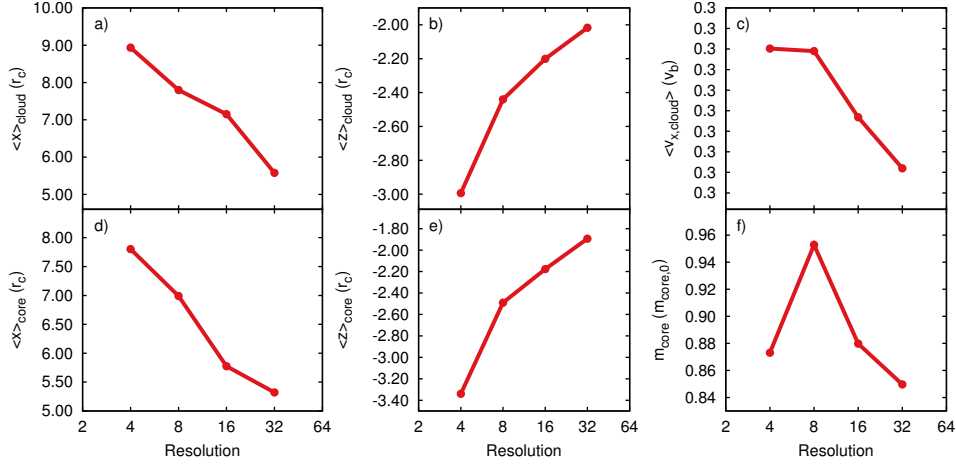 a)
<x>cloud (rc)
10.00
9.00
8.00
7.00
6.00
5.00
b)
<z>cloud (rc)
-2.00
-2.20
-2.40
-2.60
-2.80
-3.00
c)
<vx,cloud> (vb)
0.3
0.3
0.3
0.3
0.3
0.3
0.3
0.3
0.3
0.3
d)
<x>core (rc)
8.00
7.50
7.00
6.50
6.00
5.50
5.00
2 4 8 16 32 64
Resolution
e)
<z>core (rc)
-1.80
-2.00
-2.20
-2.40
-2.60
-2.80
-3.00
-3.20
-3.40
2 4 8 16 32 64
Resolution
f)
mcore (mcore,0)
0.96
0.94
0.92
0.90
0.88
0.86
0.84
2 4 8 16 32 64
Resolution